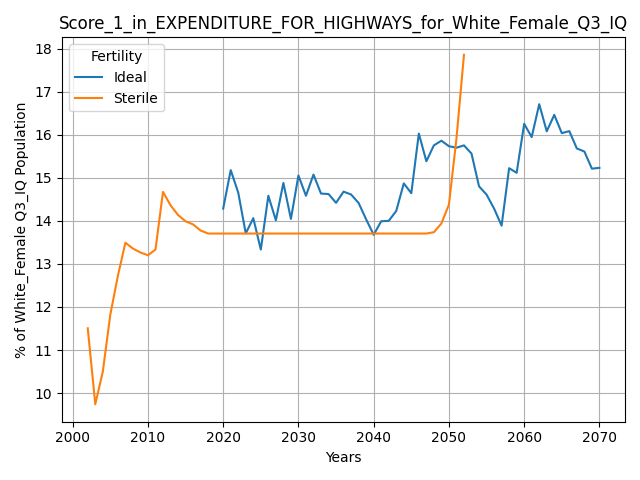 Score_1_in_EXPENDITURE_FOR_HIGHWAYS_for_White_Female_Q3_IQ
Fertility
Ideal
Sterile
% of White_Female Q3_IQ Population
18
17
16
15
14
13
12
11
10
2000 2010 2020 2030 2040 2050 2060 2070
Years